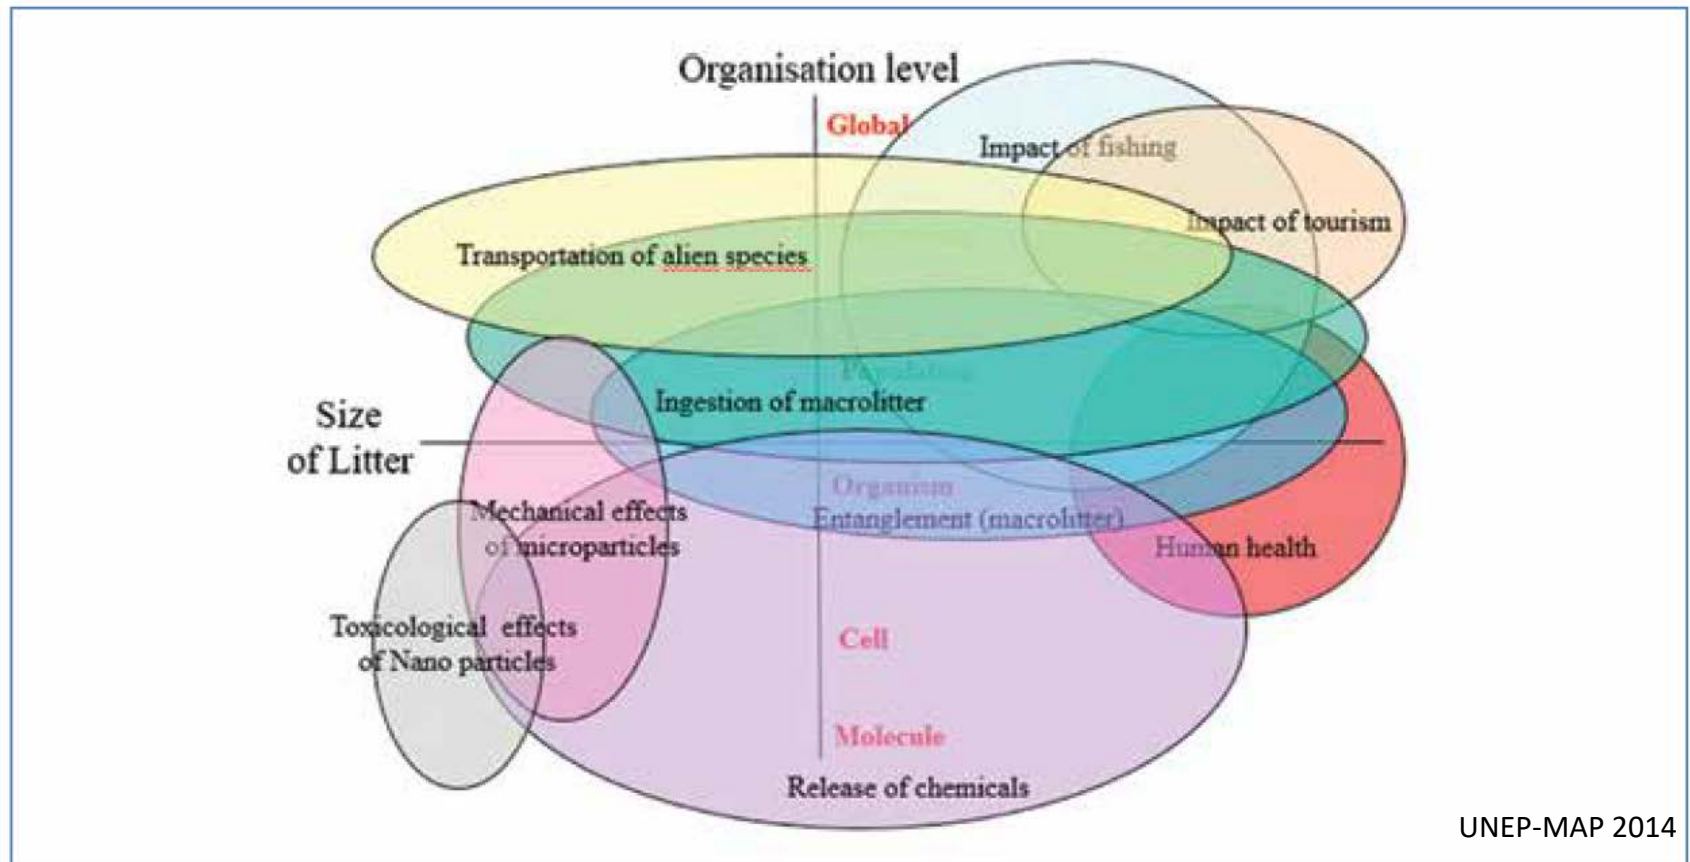 Organisation level
Global
Impact of fishing
Impact of tourism
Transportation of alien species
Population
Ingestion of macrolitter
Size
of Litter
Organism
Entanglement (macrolitter)
Mechanical effects
of microparticles
Human health
Toxicological effects
of Nano particles
Cell
Molecule
Release of chemicals
UNEP-MAP 2014